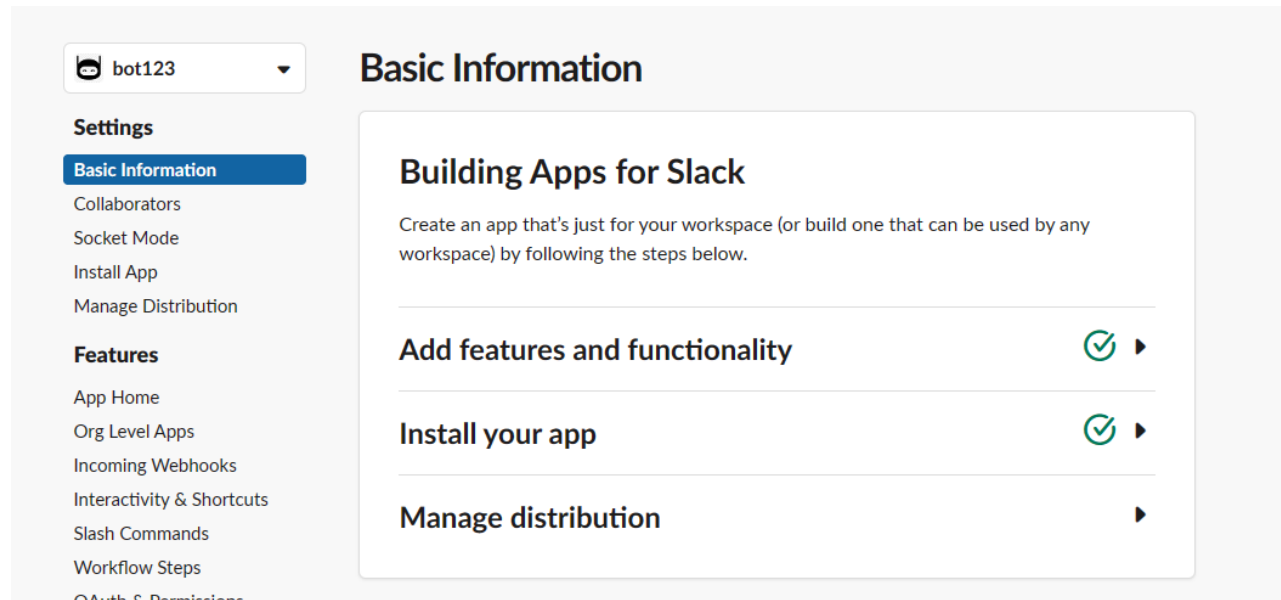 bot123
Settings
Basic Information
Collaborators
Socket Mode
Install App
Manage Distribution
Features
App Home
Org Level Apps
Incoming Webhooks
Interactivity & Shortcuts
Slash Commands
Workflow Steps
OAuth & Permissions
Basic Information
Building Apps for Slack
Create an app that’s just for your workspace (or build one that can be used by any
workspace) by following the steps below.
Add features and functionality
Install your app
Manage distribution